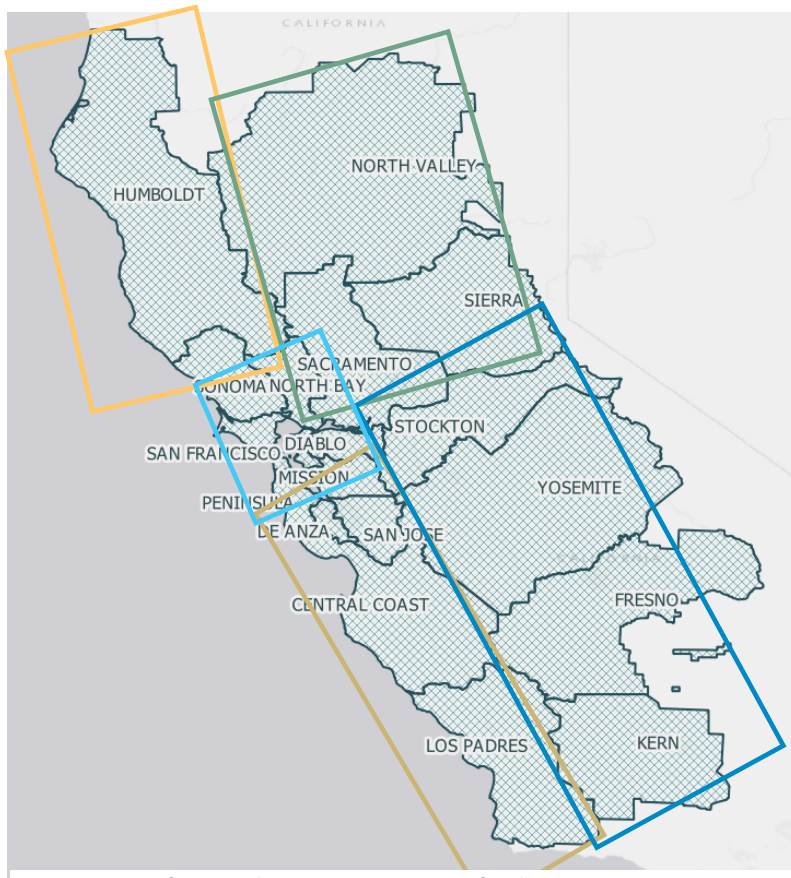 CALIFORNIA
NORTH VALLEY
HUMBOLDT
SIERRA
SACRAMENTO
SONOMA NORTH BAY
STOCKTON
DIABLO
SAN FRANCISCO
MISSION
YOSEMITE
PENINSULA
DE ANZA
SAN JOSE
FRESNO
CENTRAL COAST
LOS PADRES
KERN